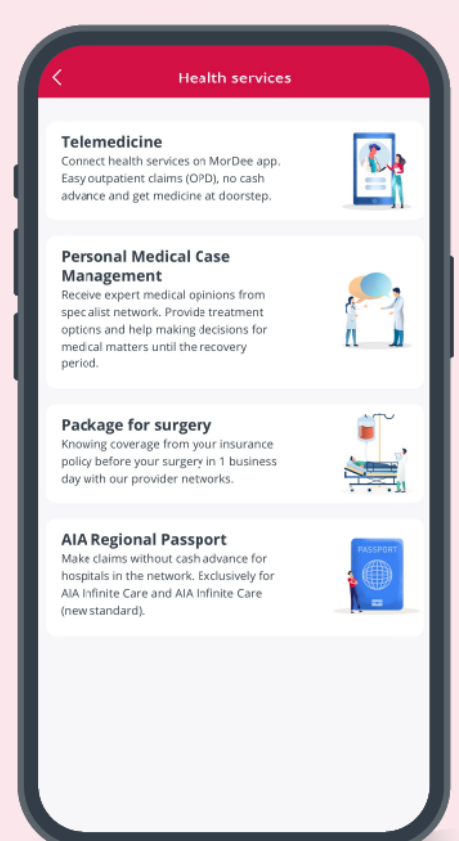 Health services
Telemedicine
Connect health services on MorDee app.
Easy outpatient claims (OPD), no cash
advance and get medicine at doorstep.
Personal Medical Case
Management
Receive expert medical opinions from
specialist network. Provide treatment
options and help making decisions for
medical matters until the recovery
period.
Package for surgery
Knowing coverage from your insurance
policy before your surgery in 1 business
day with our provider networks.
AIA Regional Passport
Make claims without cash advance for
hospitals in the network. Exclusively for
AIA Infinite Care and AIA Infinite Care
(new standard).
PASSPORT